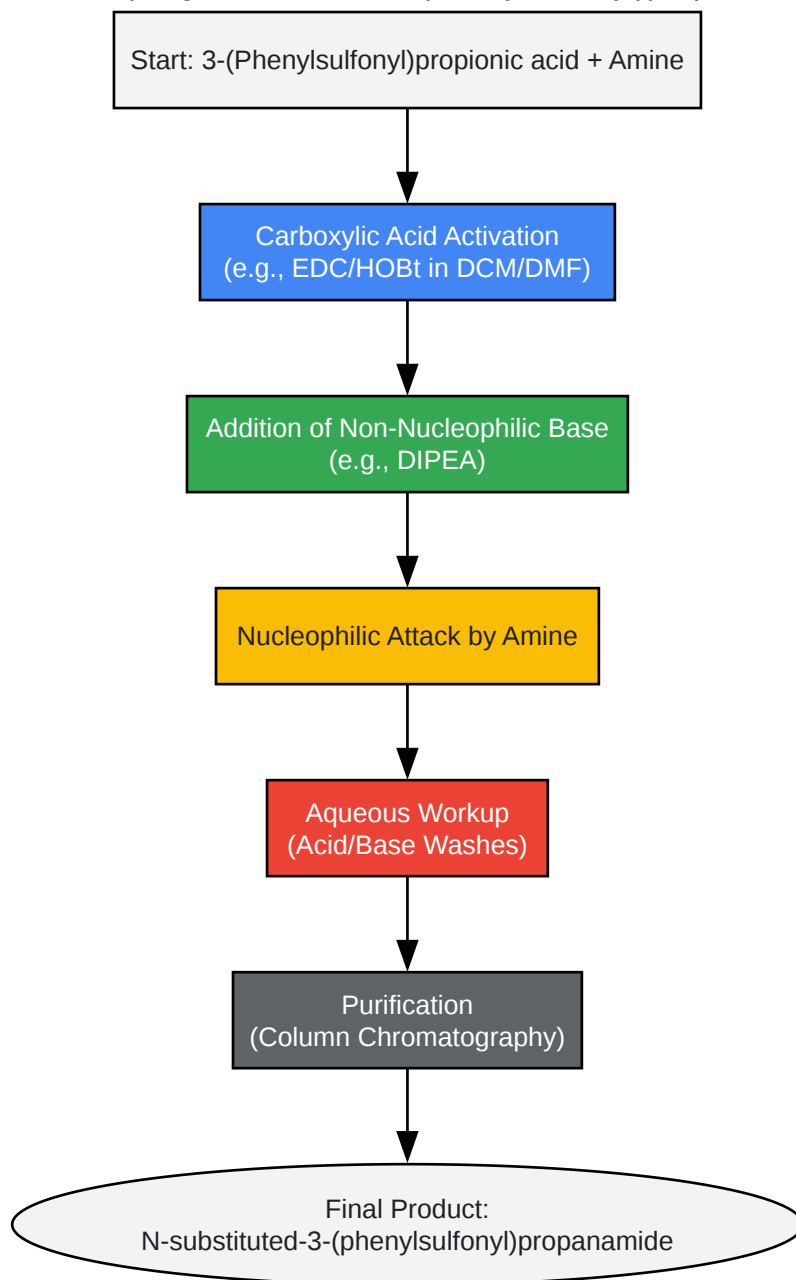 Start: 3-(Phenylsulfonyl)propionic acid + Amine
Carboxylic Acid Activation
(e.g., EDC/HOBt in DCM/DMF)
Addition of Non-Nucleophilic Base
(e.g., DIPEA)
Nucleophilic Attack by Amine
Aqueous Workup
(Acid/Base Washes)
Purification
(Column Chromatography)
Final Product:
N-substituted-3-(phenylsulfonyl)propanamide